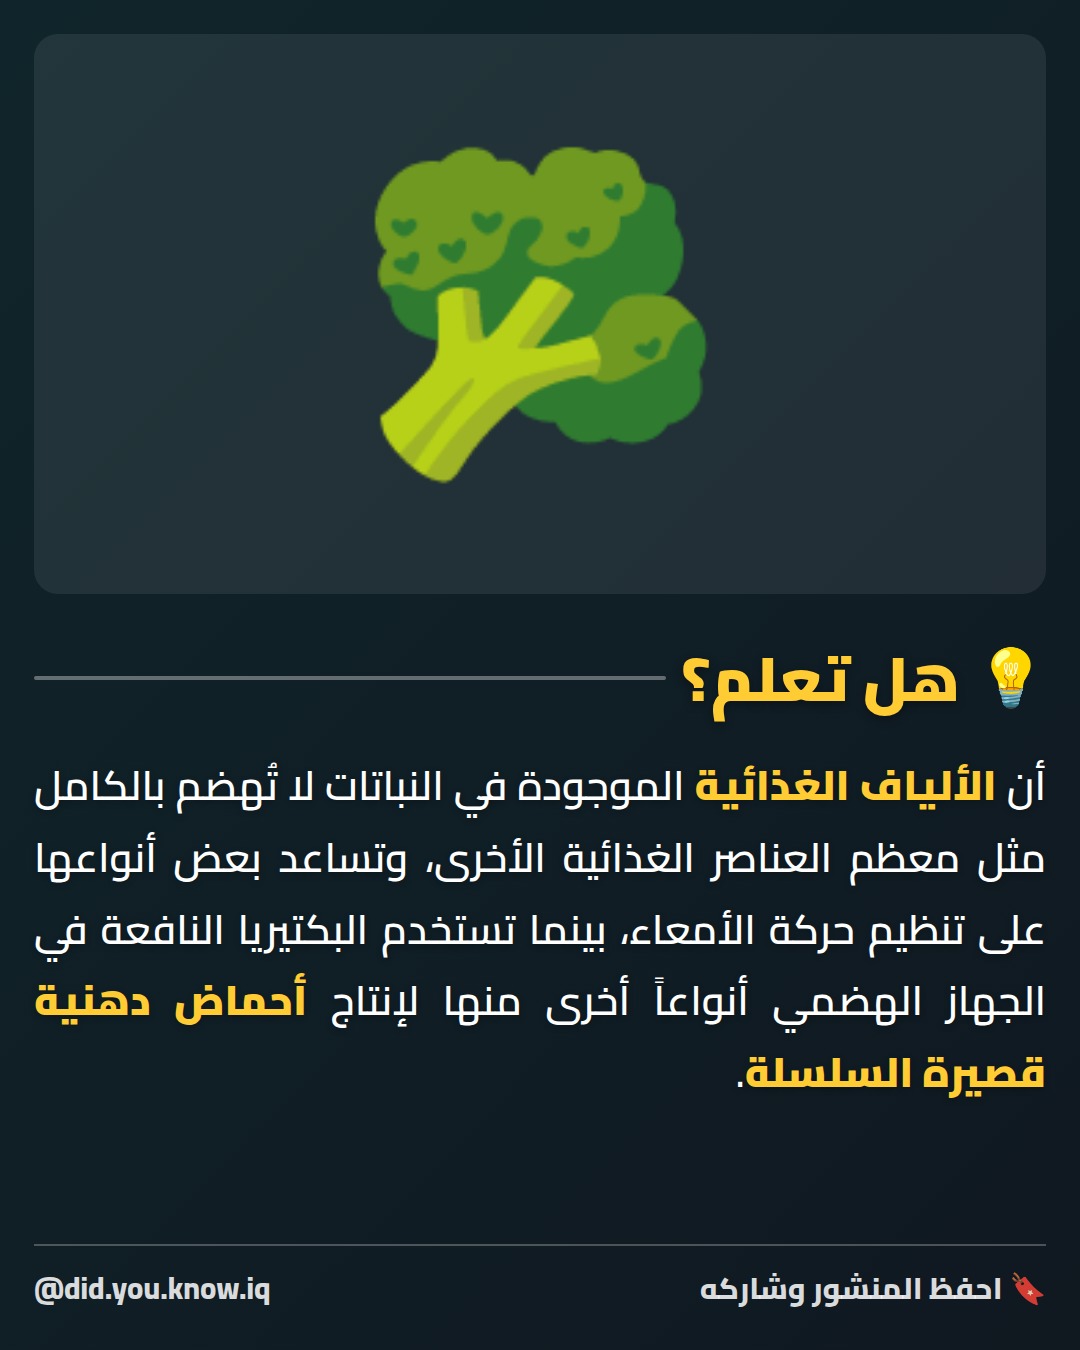 💡 هل تعلم؟
أن الألياف الغذائية الموجودة في النباتات لا تُهضم بالكامل
مثل معظم العناصر الغذائية الأخرى، وتساعد بعض أنواعها
على تنظيم حركة الأمعاء، بينما تستخدم البكتيريا النافعة في
الجهاز الهضمي أنواعاً أخرى منها لإنتاج أحماض دهنية
قصيرة السلسلة.
🔖 احفظ المنشور وشاركه
@did.you.know.iq